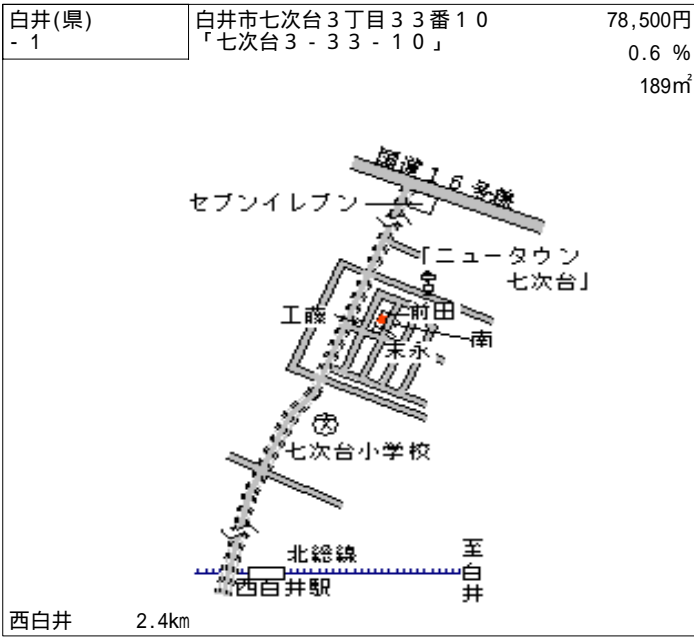 白井(県)
- 1
白井市七次台３丁目３３番１０
「七次台３－３３－１０」
78,500円
0.6 %
189㎡
国道１６号線
セブンイレブン
「ニュータウン
七次台」
工藤
前田
南
末永
文
七次台小学校
北総線
至白井
西白井駅
西白井 2.4km